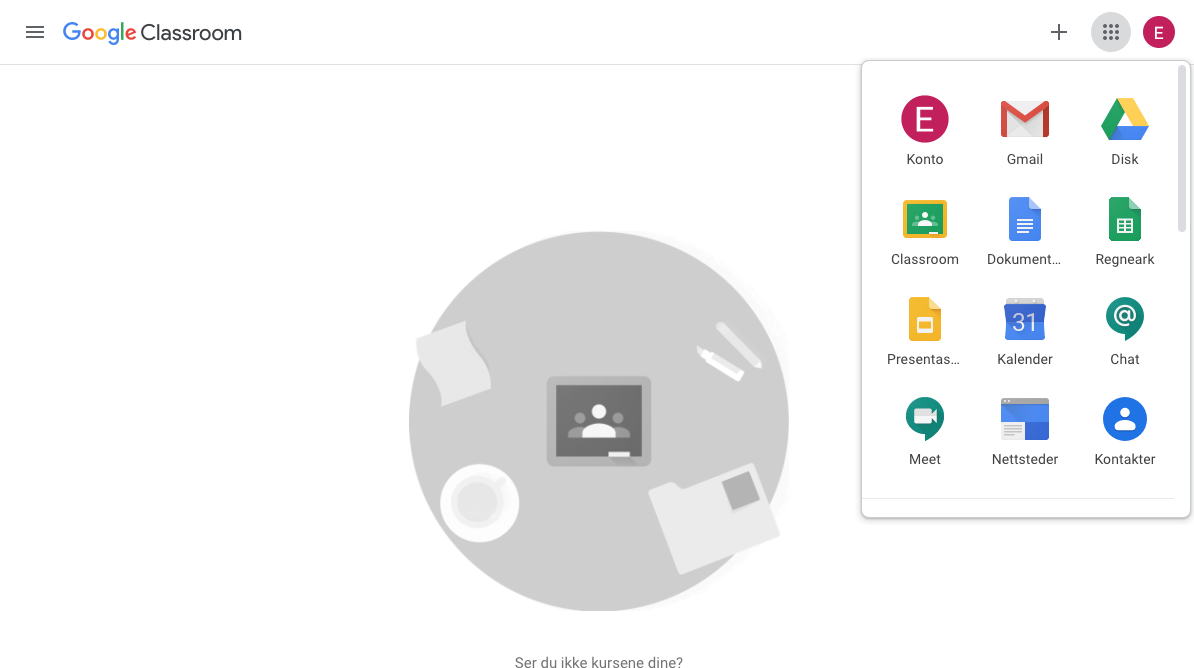 Google Classroom
E
E
Konto
Gmail
Disk
Classroom
Dokument...
Regneark
Presentas...
31
Kalender
@
Chat
Meet
Nettsteder
Kontakter
Ser du ikke kursene dine?